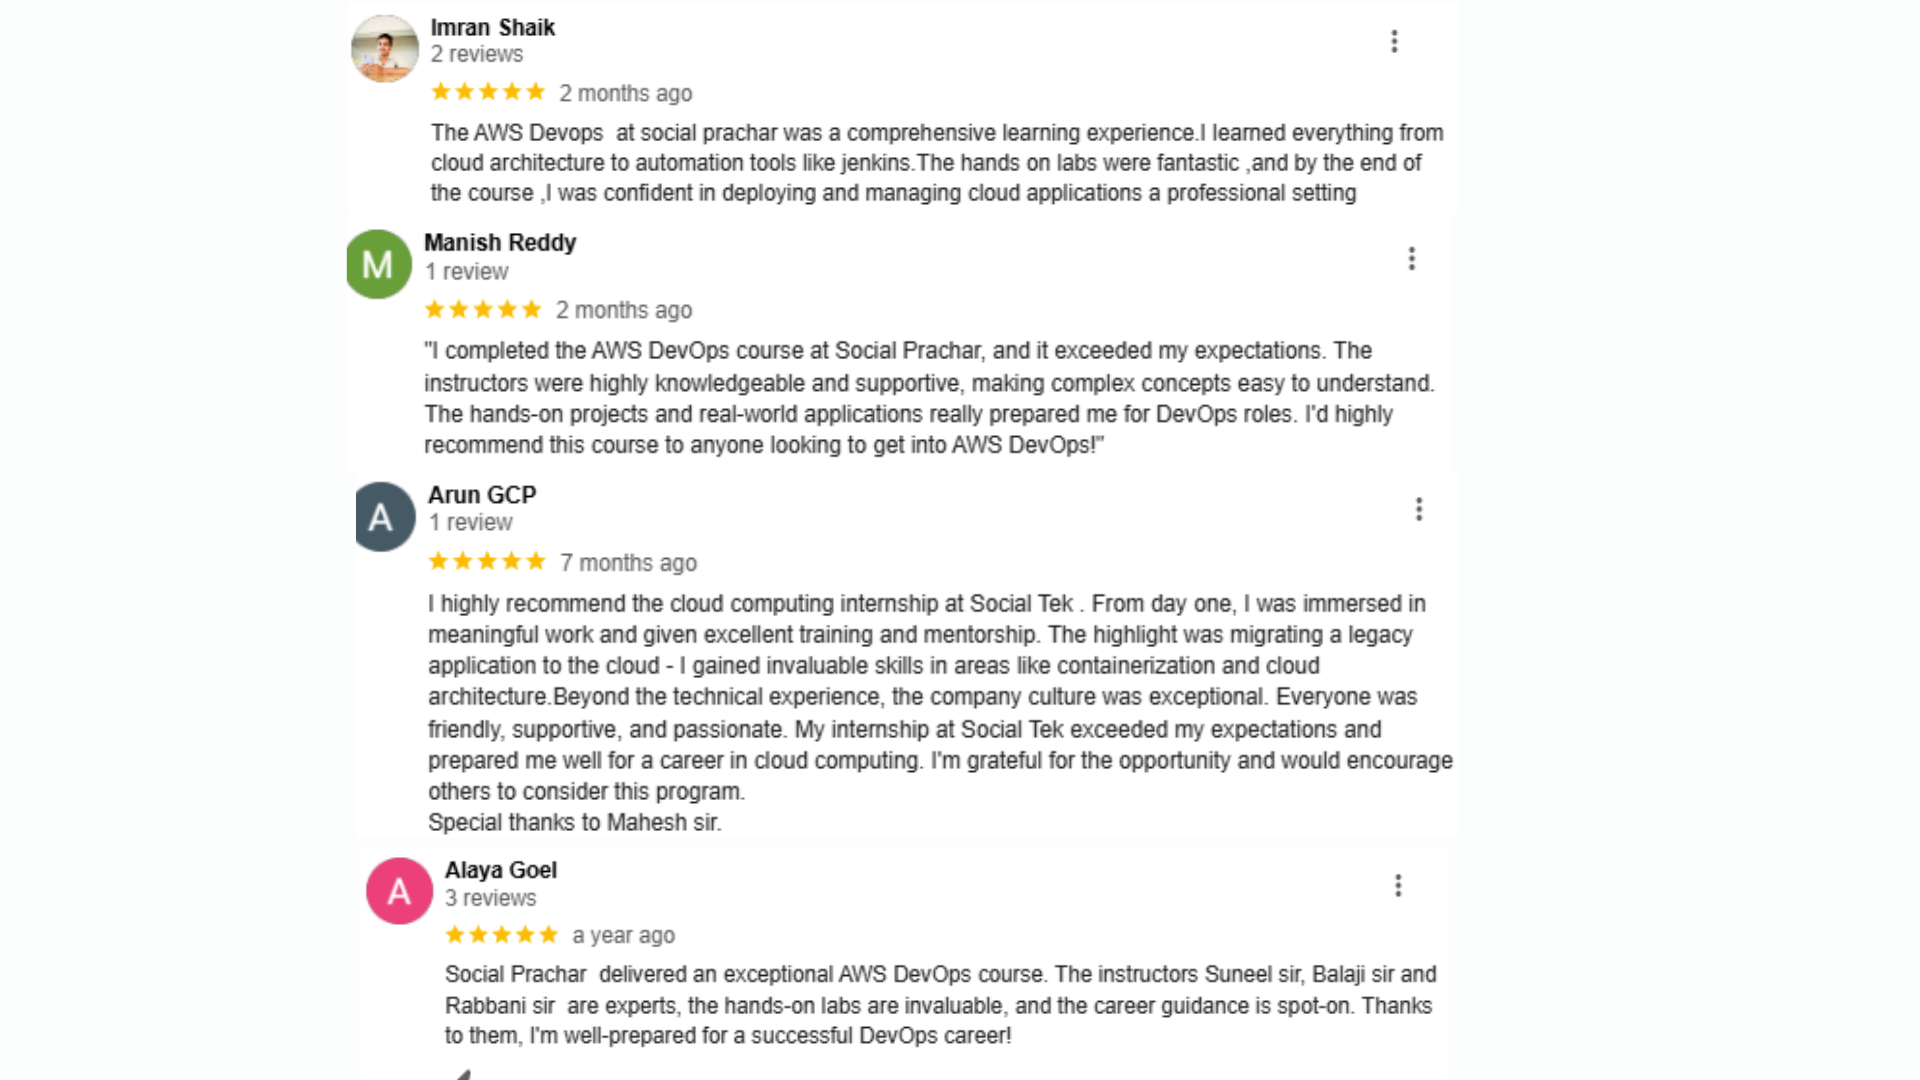 Imran Shaik
2 reviews
2 months ago
The AWS Devops  at social prachar was a comprehensive learning experience.I learned everything from
cloud architecture to automation tools like jenkins.The hands on labs were fantastic ,and by the end of
the course ,I was confident in deploying and managing cloud applications a professional setting
M
Manish Reddy
1 review
2 months ago
"I completed the AWS DevOps course at Social Prachar, and it exceeded my expectations. The
instructors were highly knowledgeable and supportive, making complex concepts easy to understand.
The hands-on projects and real-world applications really prepared me for DevOps roles. I'd highly
recommend this course to anyone looking to get into AWS DevOps!"
A
Arun GCP
1 review
7 months ago
I highly recommend the cloud computing internship at Social Tek . From day one, I was immersed in
meaningful work and given excellent training and mentorship. The highlight was migrating a legacy
application to the cloud - I gained invaluable skills in areas like containerization and cloud
architecture.Beyond the technical experience, the company culture was exceptional. Everyone was
friendly, supportive, and passionate. My internship at Social Tek exceeded my expectations and
prepared me well for a career in cloud computing. I'm grateful for the opportunity and would encourage
others to consider this program.
Special thanks to Mahesh sir.
A
Alaya Goel
3 reviews
a year ago
Social Prachar  delivered an exceptional AWS DevOps course. The instructors Suneel sir, Balaji sir and
Rabbani sir  are experts, the hands-on labs are invaluable, and the career guidance is spot-on. Thanks
to them, I'm well-prepared for a successful DevOps career!